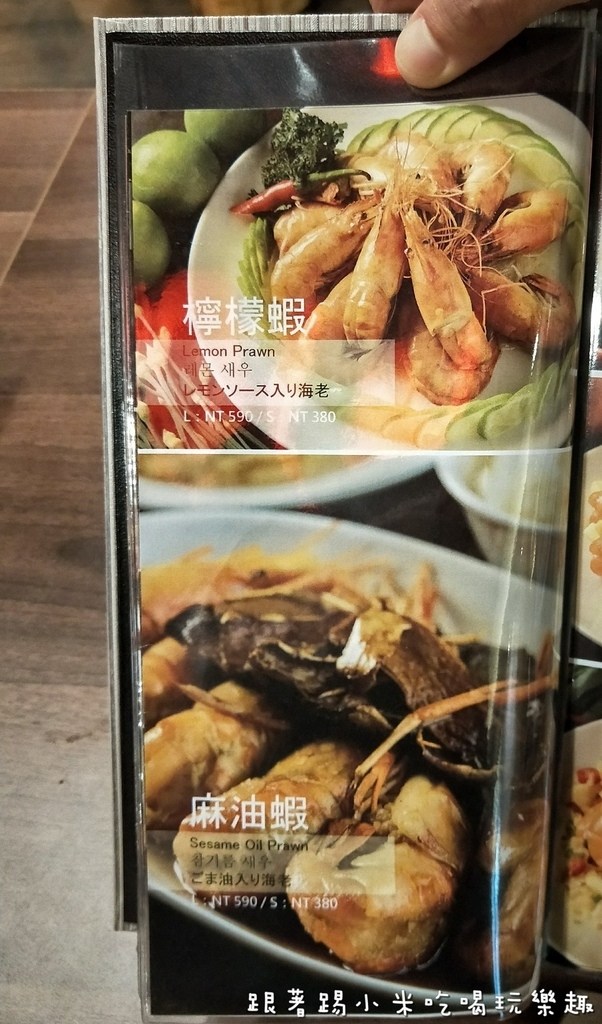 檸檬蝦
Lemon Prawn
레몬 새우
レモンソース入り海老
L : NT 590 / S : NT 380
麻油蝦
Sesame Oil Prawn
참기름 새우
ごま油入り海老
L : NT 590 / S : NT 380
跟著踢小米吃喝玩樂趣